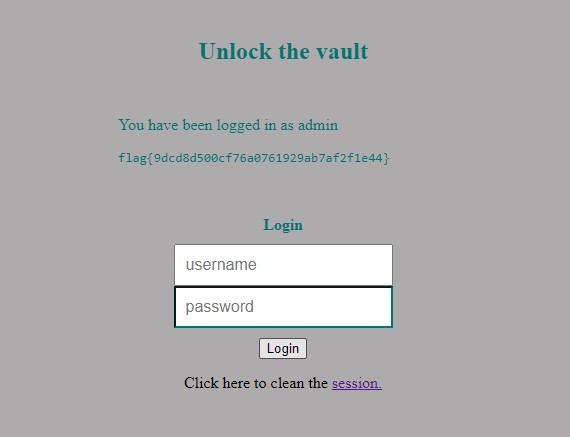 Unlock the vault
You have been logged in as admin
flag{9dcd8d500cf76a0761929ab7af2f1e44}
Login
username
password
Login
Click here to clean the session.